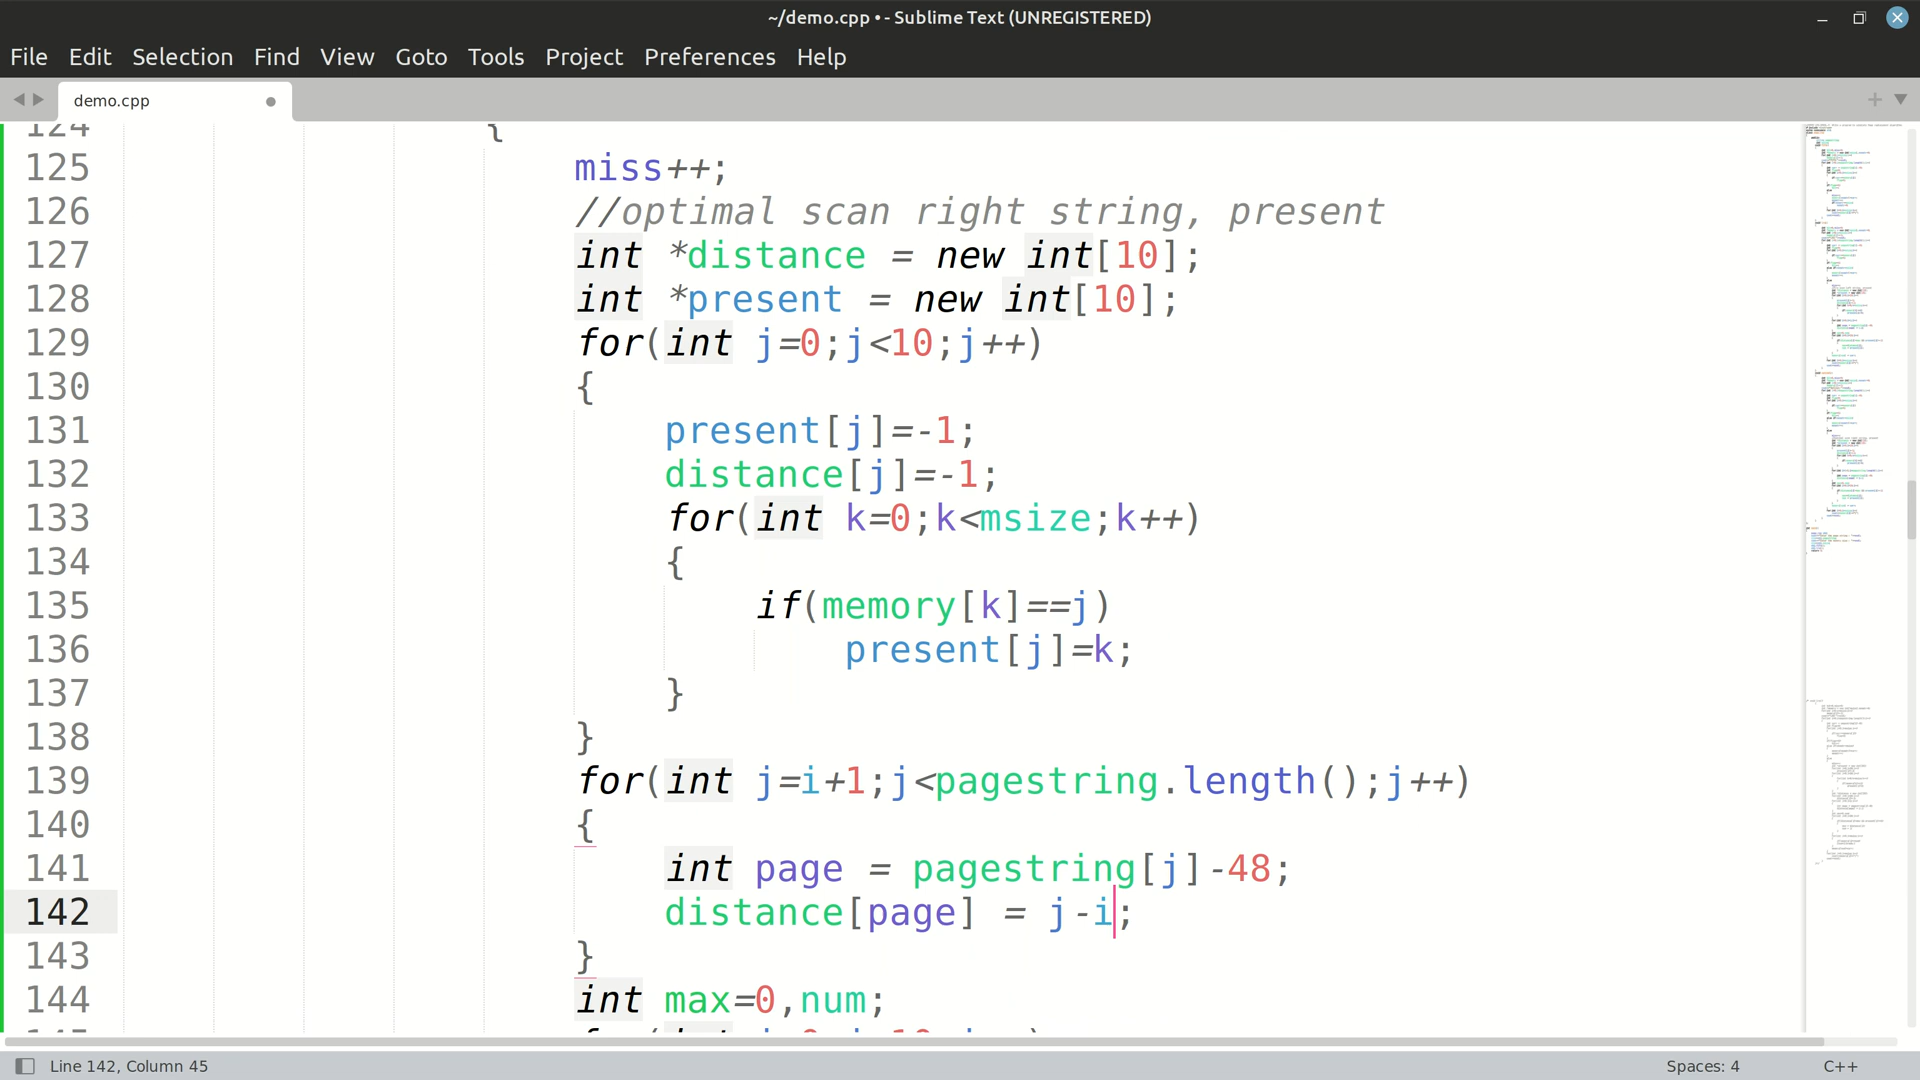 ~/demo.cpp • - Sublime Text (UNREGISTERED)
File Edit Selection Find View Goto Tools Project Preferences Help
demo.cpp
124 {
125 miss++;
126 //optimal scan right string, present
127 int *distance = new int[10];
128 int *present = new int[10];
129 for(int j=0;j<10;j++)
130 {
131 present[j]=-1;
132 distance[j]=-1;
133 for(int k=0;k<msize;k++)
134 {
135 if(memory[k]==j)
136 present[j]=k;
137 }
138 }
139 for(int j=i+1;j<pagestring.length();j++)
140 {
141 int page = pagestring[j]-48;
142 distance[page] = j-i;
143 }
144 int max=0,num;
Line 142, Column 45
Spaces: 4
C++